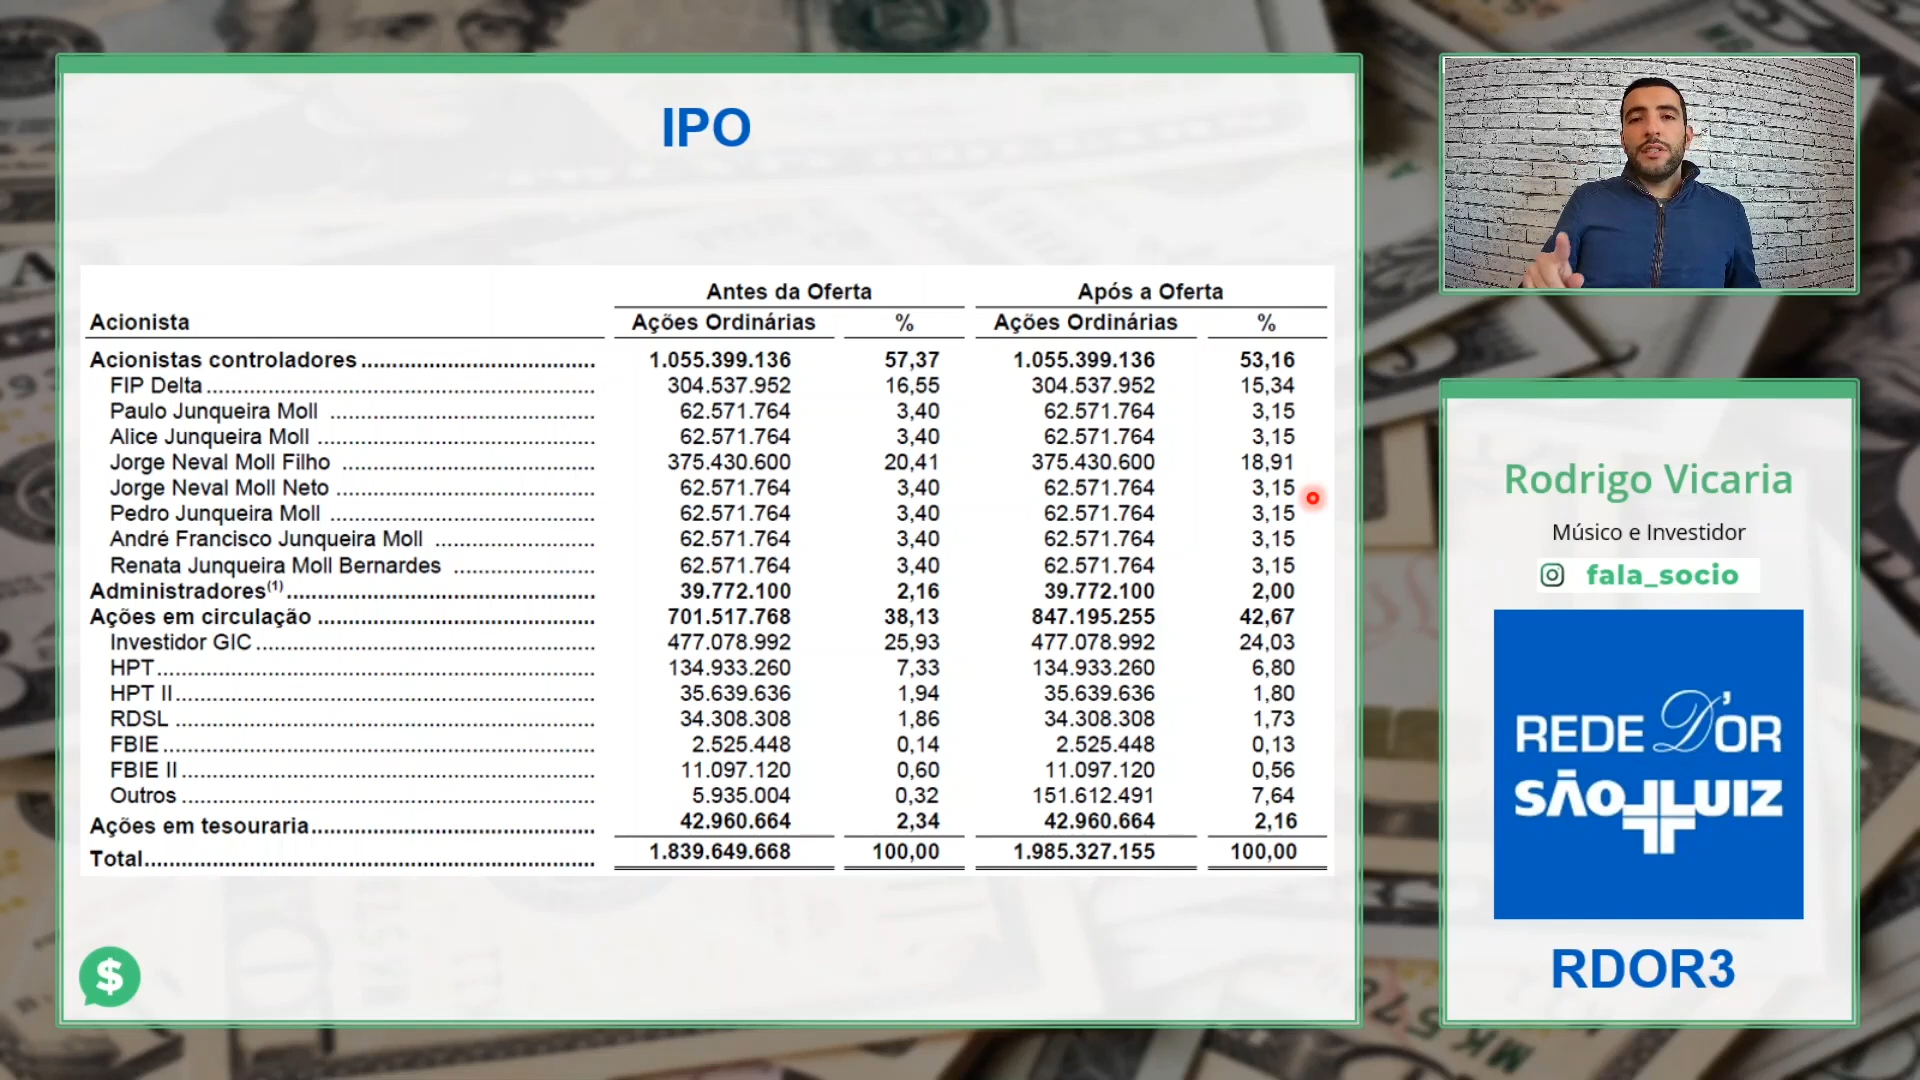 IPO
Antes da Oferta Após a Oferta
Acionista Ações Ordinárias % Ações Ordinárias %
Acionistas controladores 1.055.399.136 57,37 1.055.399.136 53,16
FIP Delta 304.537.952 16,55 304.537.952 15,34
Paulo Junqueira Moll 62.571.764 3,40 62.571.764 3,15
Alice Junqueira Moll 62.571.764 3,40 62.571.764 3,15
Jorge Neval Moll Filho 375.430.600 20,41 375.430.600 18,91
Jorge Neval Moll Neto 62.571.764 3,40 62.571.764 3,15
Pedro Junqueira Moll 62.571.764 3,40 62.571.764 3,15
André Francisco Junqueira Moll 62.571.764 3,40 62.571.764 3,15
Renata Junqueira Moll Bernardes 62.571.764 3,40 62.571.764 3,15
Administradores(1) 39.772.100 2,16 39.772.100 2,00
Ações em circulação 701.517.768 38,13 847.195.255 42,67
Investidor GIC 477.078.992 25,93 477.078.992 24,03
HPT 134.933.260 7,33 134.933.260 6,80
HPT II 35.639.636 1,94 35.639.636 1,80
RDSL 34.308.308 1,86 34.308.308 1,73
FBIE 2.525.448 0,14 2.525.448 0,13
FBIE II 11.097.120 0,60 11.097.120 0,56
Outros 5.935.004 0,32 151.612.491 7,64
Ações em tesouraria 42.960.664 2,34 42.960.664 2,16
Total 1.839.649.668 100,00 1.985.327.155 100,00
$
Rodrigo Vicaria
Músico e Investidor
fala_socio
REDE D'OR
SÃO LUIZ
RDOR3